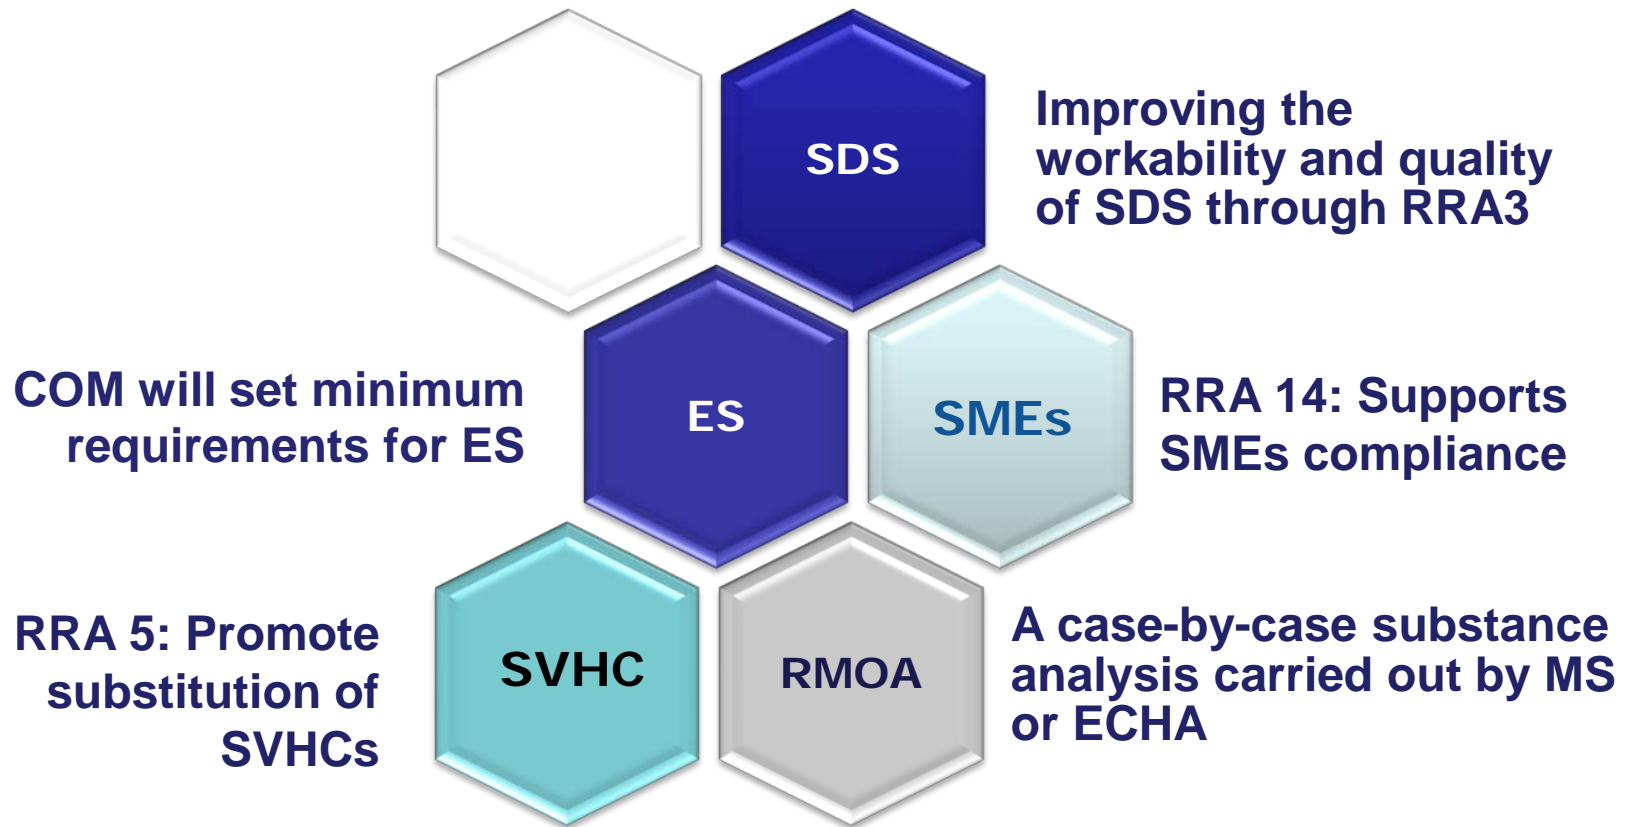 SDS
Improving the
workability and quality
of SDS through RRA3
COM will set minimum
requirements for ES
ES
SMEs
RRA 14: Supports
SMEs compliance
RRA 5: Promote
substitution of
SVHCs
SVHC
RMOA
A case-by-case substance
analysis carried out by MS
or ECHA